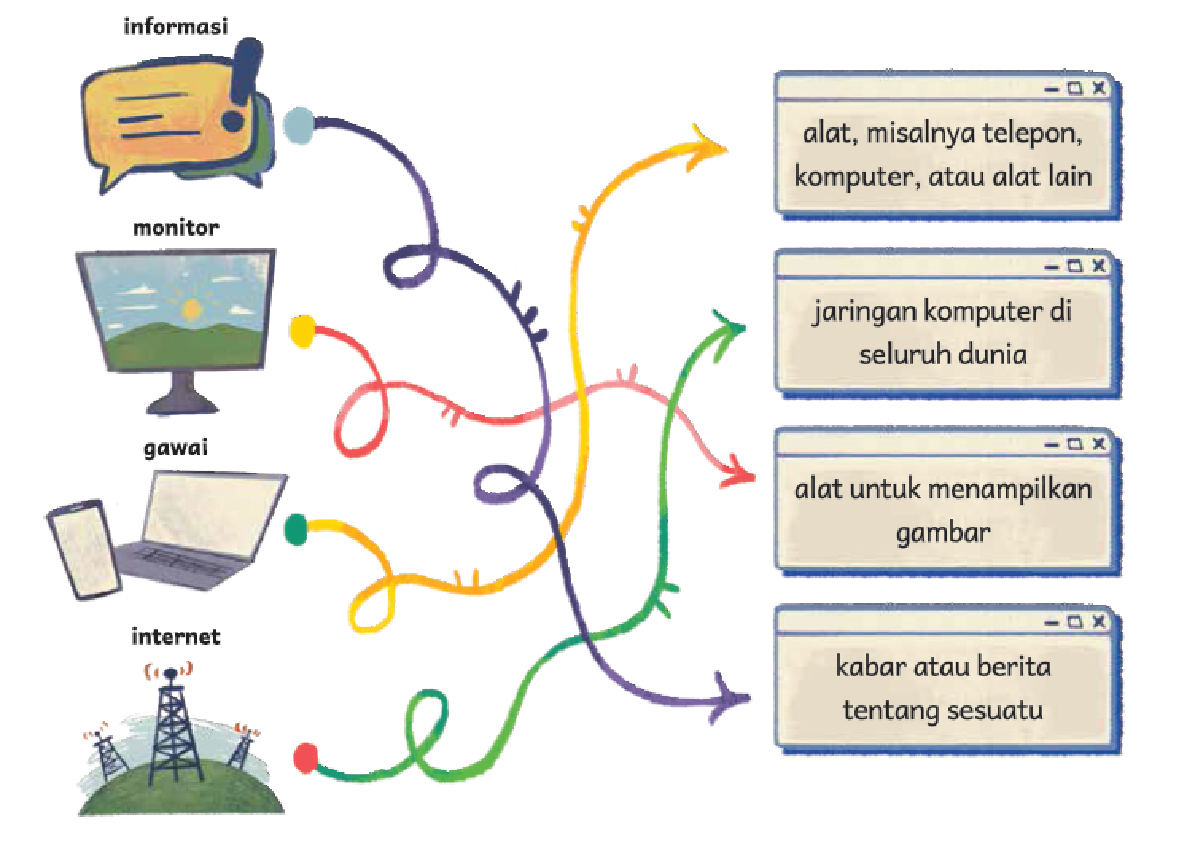 informasi
monitor
gawai
internet
alat, misalnya telepon,
komputer, atau alat lain
jaringan komputer di
seluruh dunia
alat untuk menampilkan
gambar
kabar atau berita
tentang sesuatu